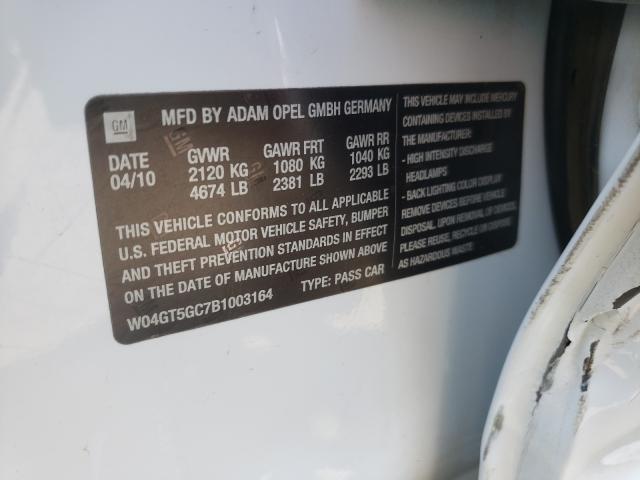 GM
MFD BY ADAM OPEL GMBH GERMANY
DATE GVWR GAWR FRT GAWR RR
04/10 2120 KG 1080 KG 1040 KG
4674 LB 2381 LB 2293 LB
THIS VEHICLE CONFORMS TO ALL APPLICABLE
U.S. FEDERAL MOTOR VEHICLE SAFETY, BUMPER
AND THEFT PREVENTION STANDARDS IN EFFECT
ON THE DATE OF MANUFACTURE SHOWN ABOVE
W04GT5GC7B1003164 TYPE: PASS CAR
THIS VEHICLE MAY INCLUDE MERCURY
CONTAINING DEVICES INSTALLED BY
THE MANUFACTURER:
- HIGH INTENSITY DISCHARGE
HEADLAMPS
- BACK LIGHTING COLOR DISPLAY
REMOVE DEVICES BEFORE VEHICLE
DISPOSAL. UPON REMOVAL OF DEVICES,
PLEASE REUSE, RECYCLE OR DISPOSE
AS HAZARDOUS WASTE